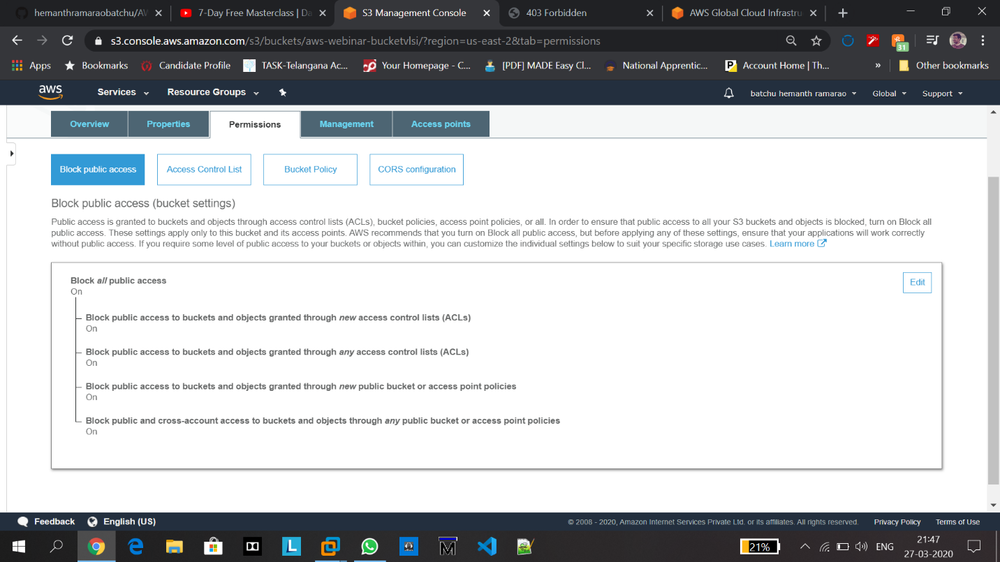 hemanthramaraobatchu/AW
7-Day Free Masterclass | Da
S3 Management Console
403 Forbidden
AWS Global Cloud Infrastru
s3.console.aws.amazon.com/s3/buckets/aws-webinar-bucketvlsi/?region=us-east-2&tab=permissions
31
Apps
Bookmarks
Candidate Profile
TASK-Telangana Ac...
Your Homepage - C...
[PDF] MADE Easy Cl...
National Apprentic...
Account Home | Th...
»
Other bookmarks
aws
Services
Resource Groups
batchu hemanth ramarao
Global
Support
Overview
Properties
Permissions
Management
Access points
Block public access
Access Control List
Bucket Policy
CORS configuration
Block public access (bucket settings)
Public access is granted to buckets and objects through access control lists (ACLs), bucket policies, access point policies, or all. In order to ensure that public access to all your S3 buckets and objects is blocked, turn on Block all
public access. These settings apply only to this bucket and its access points. AWS recommends that you turn on Block all public access, but before applying any of these settings, ensure that your applications will work correctly
without public access. If you require some level of public access to your buckets or objects within, you can customize the individual settings below to suit your specific storage use cases. Learn more
Block all public access
On
Edit
Block public access to buckets and objects granted through new access control lists (ACLs)
On
Block public access to buckets and objects granted through any access control lists (ACLs)
On
Block public access to buckets and objects granted through new public bucket or access point policies
On
Block public and cross-account access to buckets and objects through any public bucket or access point policies
On
Feedback
English (US)
© 2008 - 2020, Amazon Internet Services Private Ltd. or its affiliates. All rights reserved.
Privacy Policy
Terms of Use
21%
ENG
21:47
27-03-2020